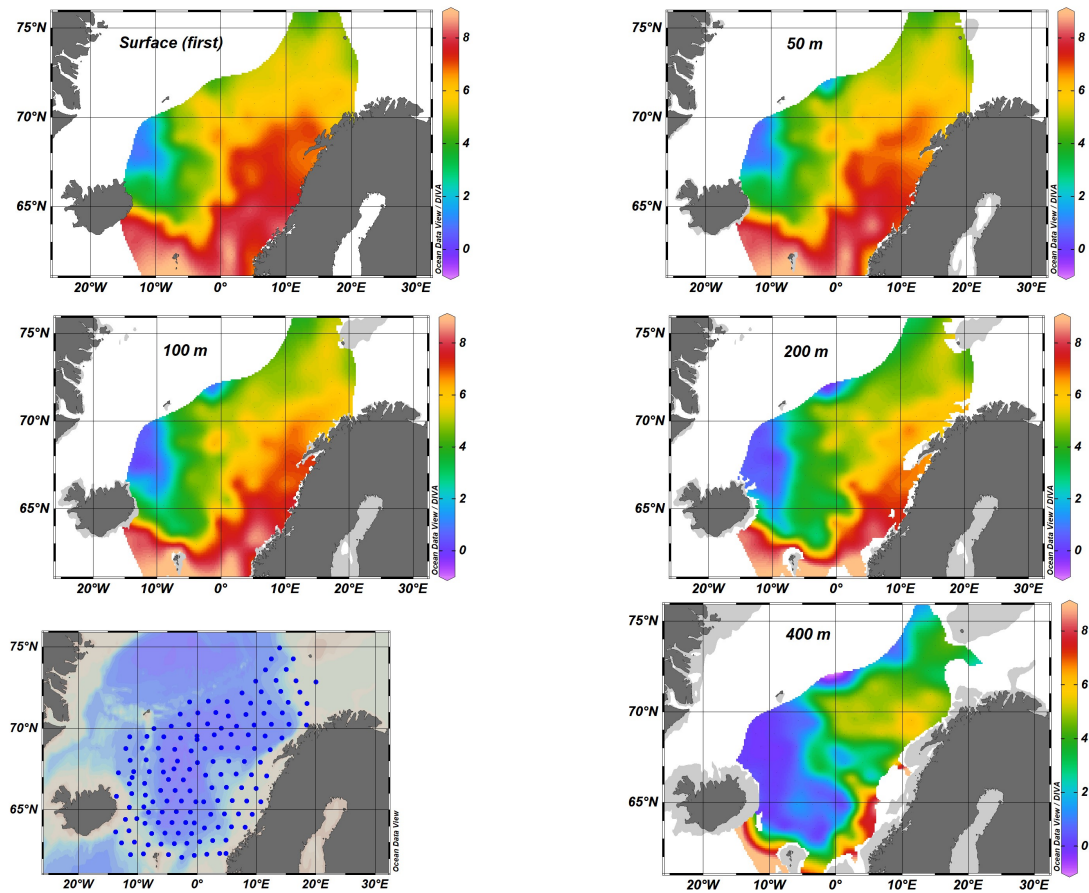 Surface (first)
75°N
70°N
65°N
20°W
10°W
0°
10°E
20°E
30°E
8
6
4
2
0
Ocean Data View / DIVA
50 m
75°N
70°N
65°N
20°W
10°W
0°
10°E
20°E
30°E
8
6
4
2
0
Ocean Data View / DIVA
100 m
75°N
70°N
65°N
20°W
10°W
0°
10°E
20°E
30°E
8
6
4
2
0
Ocean Data View / DIVA
200 m
75°N
70°N
65°N
20°W
10°W
0°
10°E
20°E
30°E
8
6
4
2
0
Ocean Data View / DIVA
75°N
70°N
65°N
20°W
10°W
0°
10°E
20°E
30°E
Ocean Data View
400 m
75°N
70°N
65°N
20°W
10°W
0°
10°E
20°E
30°E
8
6
4
2
0
Ocean Data View / DIVA